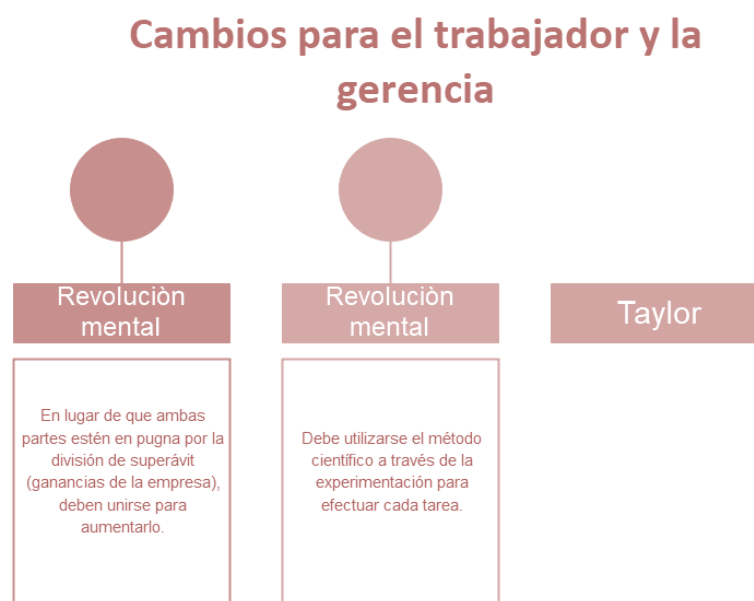 Cambios para el trabajador y la
gerencia
Revoluciòn
mental
En lugar de que ambas
partes estén en pugna por la
división de superávit
(ganancias de la empresa),
deben unirse para
aumentarlo.
Revoluciòn
mental
Debe utilizarse el método
científico a través de la
experimentación para
efectuar cada tarea.
Taylor